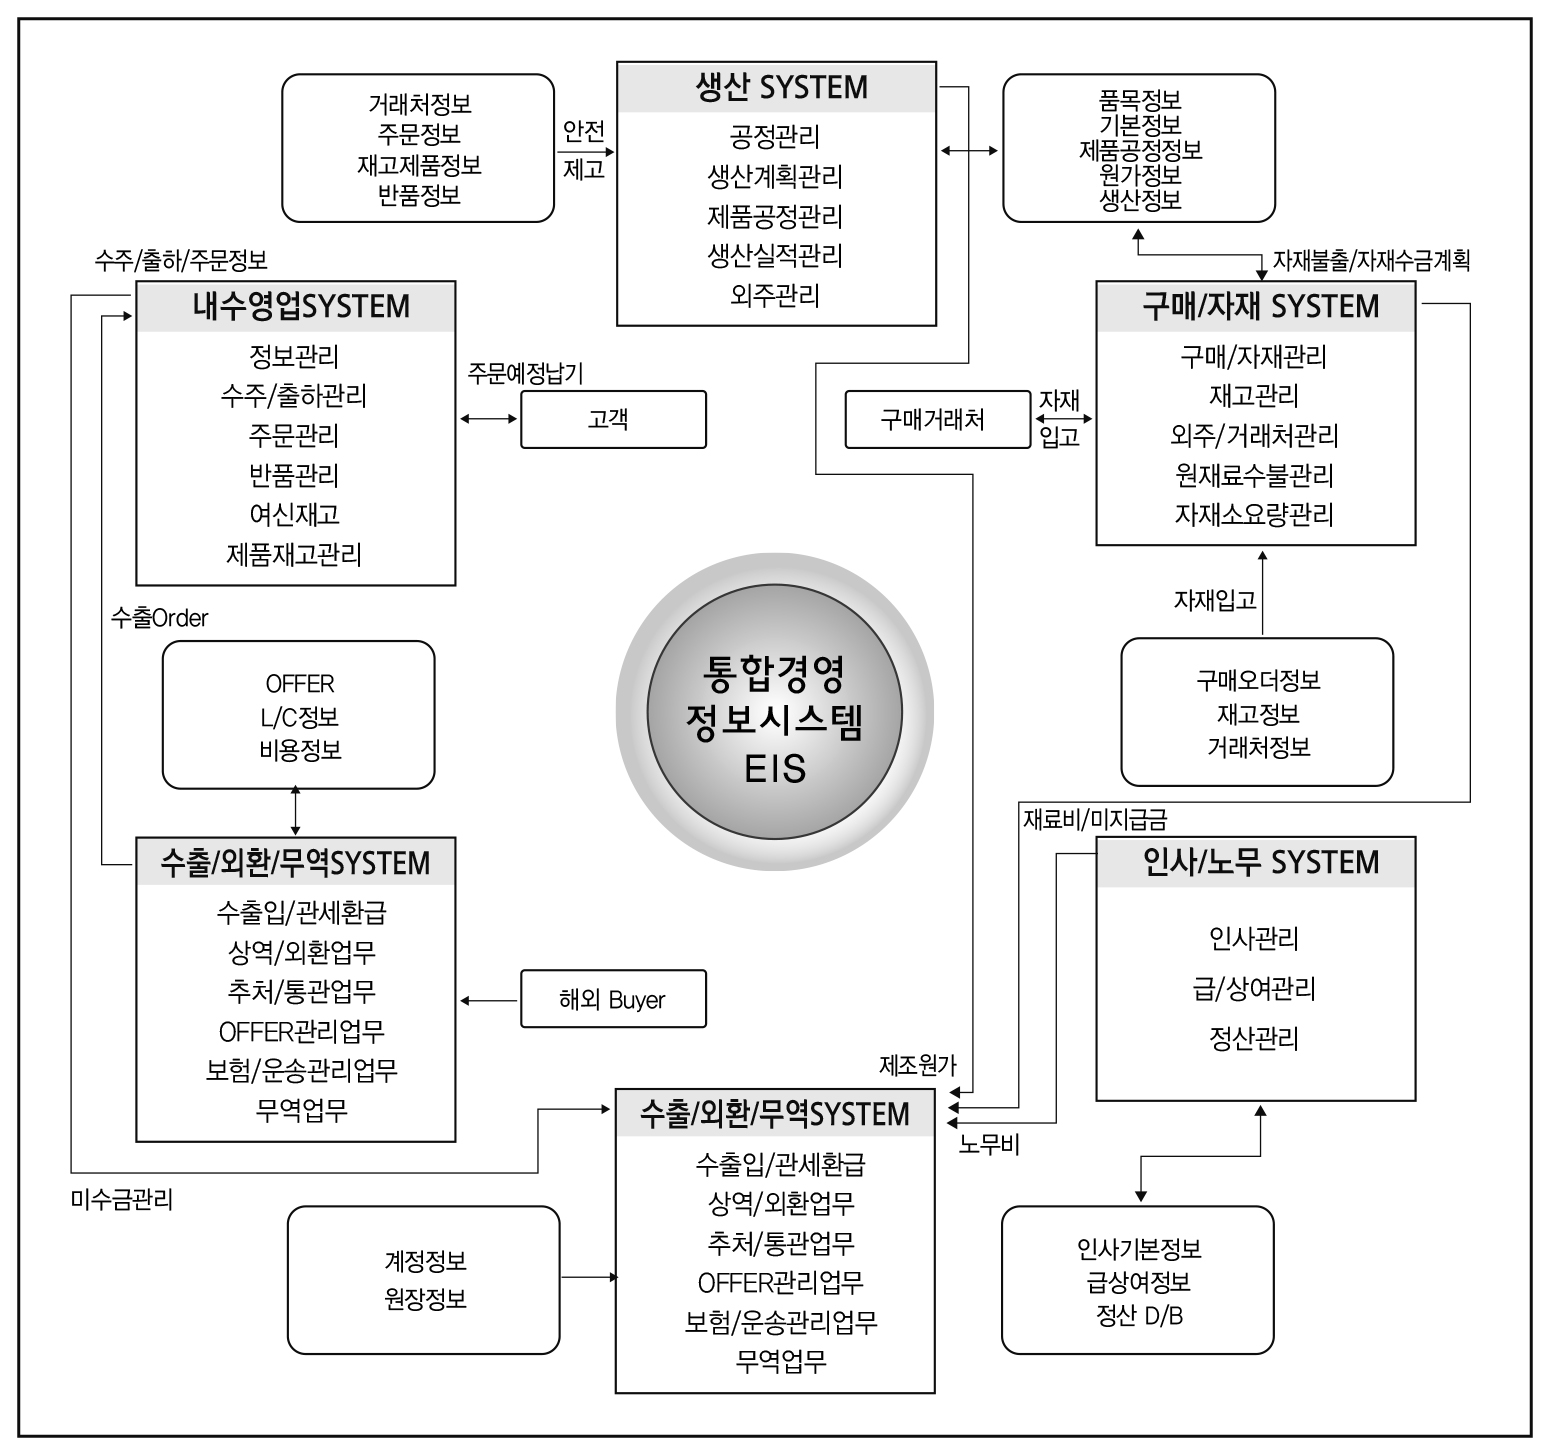 거래처정보
주문정보
재고제품정보
반품정보
안전
제고
생산 SYSTEM
공정관리
생산계획관리
제품공정관리
생산실적관리
외주관리
품목정보
기본정보
제품공정정보
원가정보
생산정보
수주/출하/주문정보
내수영업SYSTEM
정보관리
수주/출하관리
주문관리
반품관리
여신재고
제품재고관리
주문예정납기
고객
구매거래처
자재
입고
자재불출/자재수금계획
구매/자재 SYSTEM
구매/자재관리
재고관리
외주/거래처관리
원재료수불관리
자재소요량관리
수출Order
OFFER
L/C정보
비용정보
통합경영
정보시스템
EIS
자재입고
구매오더정보
재고정보
거래처정보
수출/외환/무역SYSTEM
수출입/관세환급
상역/외환업무
추처/통관업무
OFFER관리업무
보험/운송관리업무
무역업무
해외 Buyer
재료비/미지급금
인사/노무 SYSTEM
인사관리
급/상여관리
정산관리
제조원가
노무비
미수금관리
수출/외환/무역SYSTEM
수출입/관세환급
상역/외환업무
추처/통관업무
OFFER관리업무
보험/운송관리업무
무역업무
계정정보
원장정보
인사기본정보
급상여정보
정산 D/B